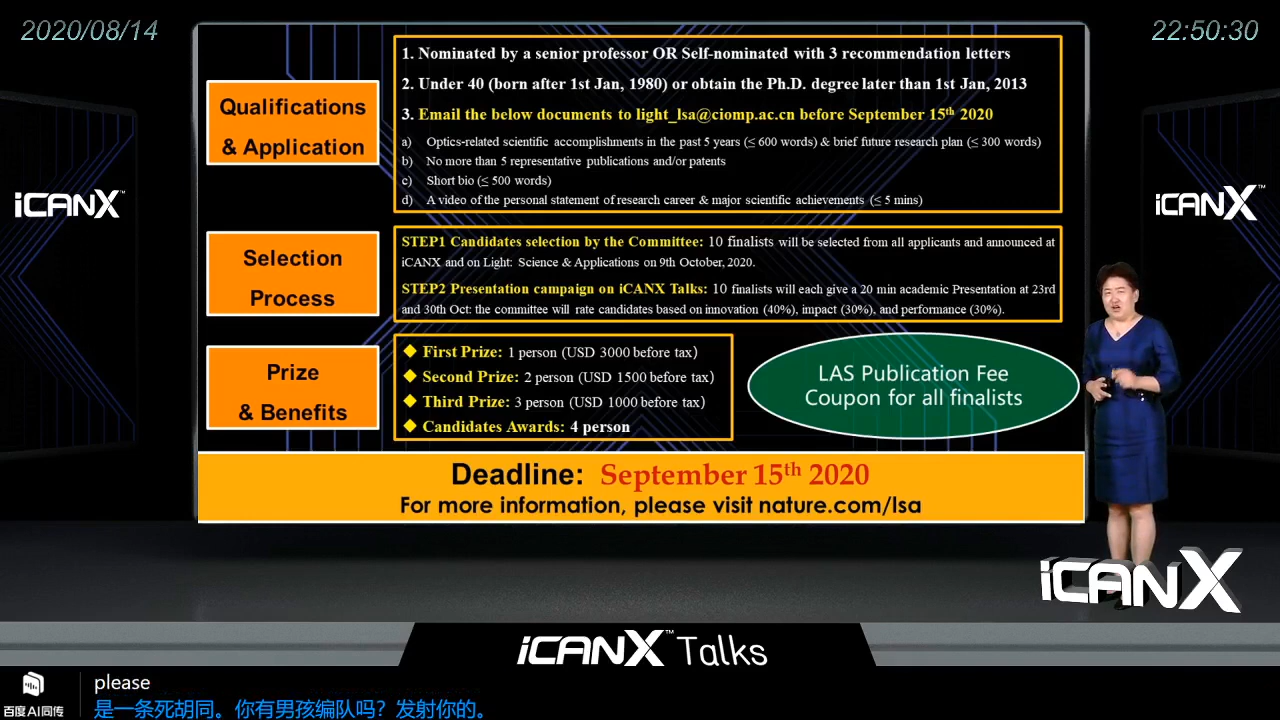 2020/08/14
22:50:30
Qualifications
& Application
1. Nominated by a senior professor OR Self-nominated with 3 recommendation letters
2. Under 40 (born after 1st Jan, 1980) or obtain the Ph.D. degree later than 1st Jan, 2013
3. Email the below documents to light_lsa@ciomp.ac.cn before September 15th 2020
a) Optics-related scientific accomplishments in the past 5 years (≤ 600 words) & brief future research plan (≤ 300 words)
b) No more than 5 representative publications and/or patents
c) Short bio (≤ 500 words)
d) A video of the personal statement of research career & major scientific achievements (≤ 5 mins)
iCANX™
iCANX™
Selection
Process
STEP1 Candidates selection by the Committee: 10 finalists will be selected from all applicants and announced at
iCANX and on Light: Science & Applications on 9th October, 2020.
STEP2 Presentation campaign on iCANX Talks: 10 finalists will each give a 20 min academic Presentation at 23rd
and 30th Oct: the committee will rate candidates based on innovation (40%), impact (30%), and performance (30%).
Prize
& Benefits
◆ First Prize: 1 person (USD 3000 before tax)
◆ Second Prize: 2 person (USD 1500 before tax)
◆ Third Prize: 3 person (USD 1000 before tax)
◆ Candidates Awards: 4 person
LAS Publication Fee
Coupon for all finalists
Deadline: September 15th 2020
For more information, please visit nature.com/lsa
iCANX
iCANX™ Talks
百度AI同传
please
是一条死胡同。你有男孩编队吗？发射你的。